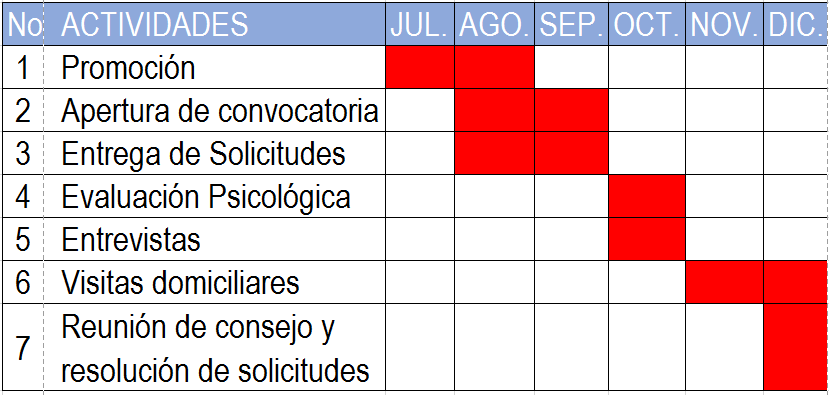 No ACTIVIDADES JUL. AGO. SEP. OCT. NOV. DIC.
1 Promoción
2 Apertura de convocatoria
3 Entrega de Solicitudes
4 Evaluación Psicológica
5 Entrevistas
6 Visitas domiciliares
7 Reunión de consejo y
resolución de solicitudes